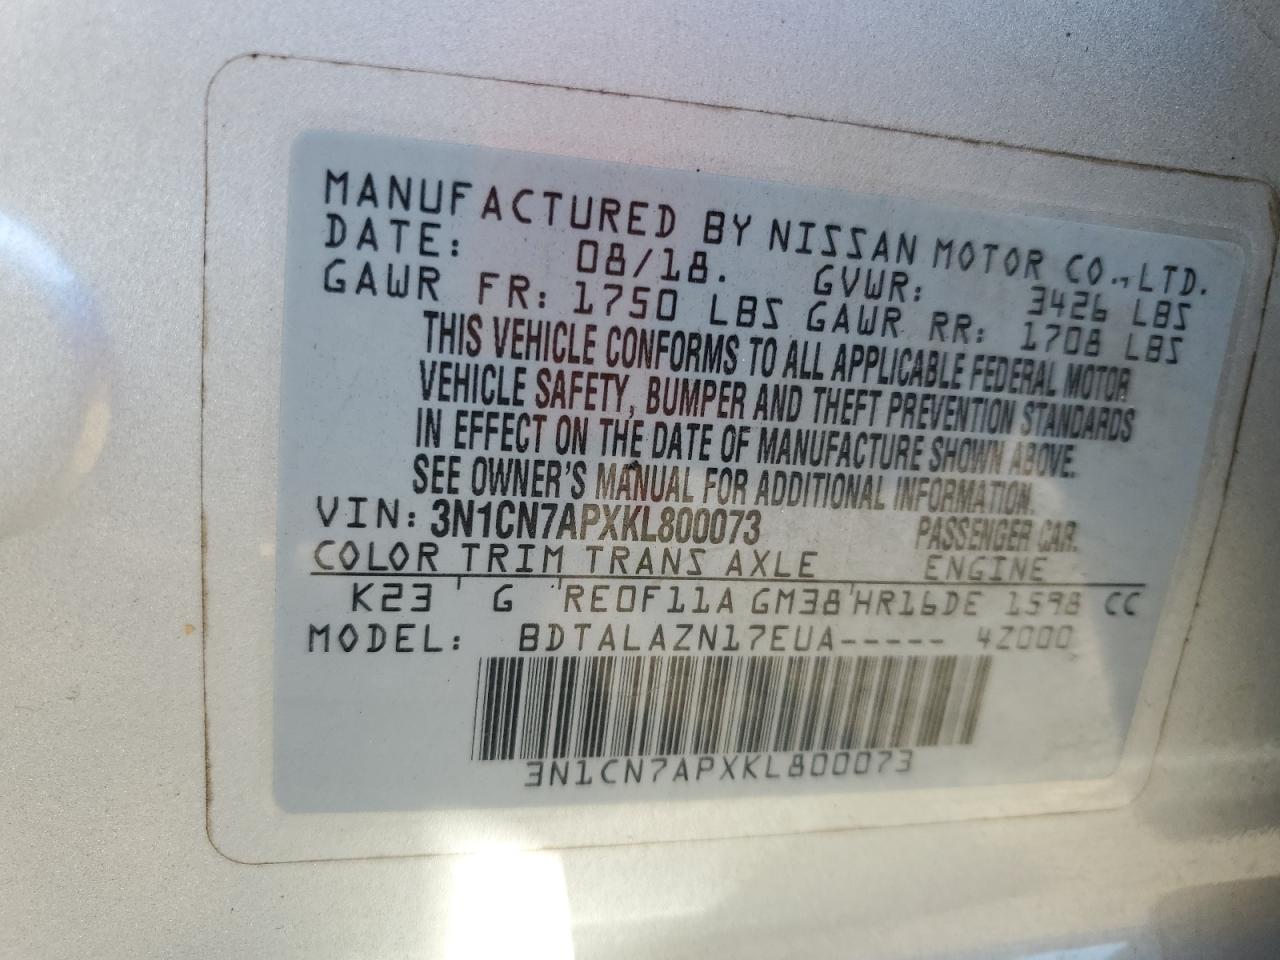 MANUFACTURED BY NISSAN MOTOR CO.,LTD.
DATE: 08/18. GVWR: 3426 LBS
GAWR FR: 1750 LBS GAWR RR: 1708 LBS
THIS VEHICLE CONFORMS TO ALL APPLICABLE FEDERAL MOTOR
VEHICLE SAFETY, BUMPER AND THEFT PREVENTION STANDARDS
IN EFFECT ON THE DATE OF MANUFACTURE SHOWN ABOVE.
SEE OWNER'S MANUAL FOR ADDITIONAL INFORMATION.
VIN: 3N1CN7APXKL800073 PASSENGER CAR.
COLOR TRIM TRANS AXLE ENGINE
K23 ' G ' RE0F11A GM38 ' HR16DE 1598 CC
MODEL: BDTALAZN17EUA----- 4Z000
3N1CN7APXKL800073